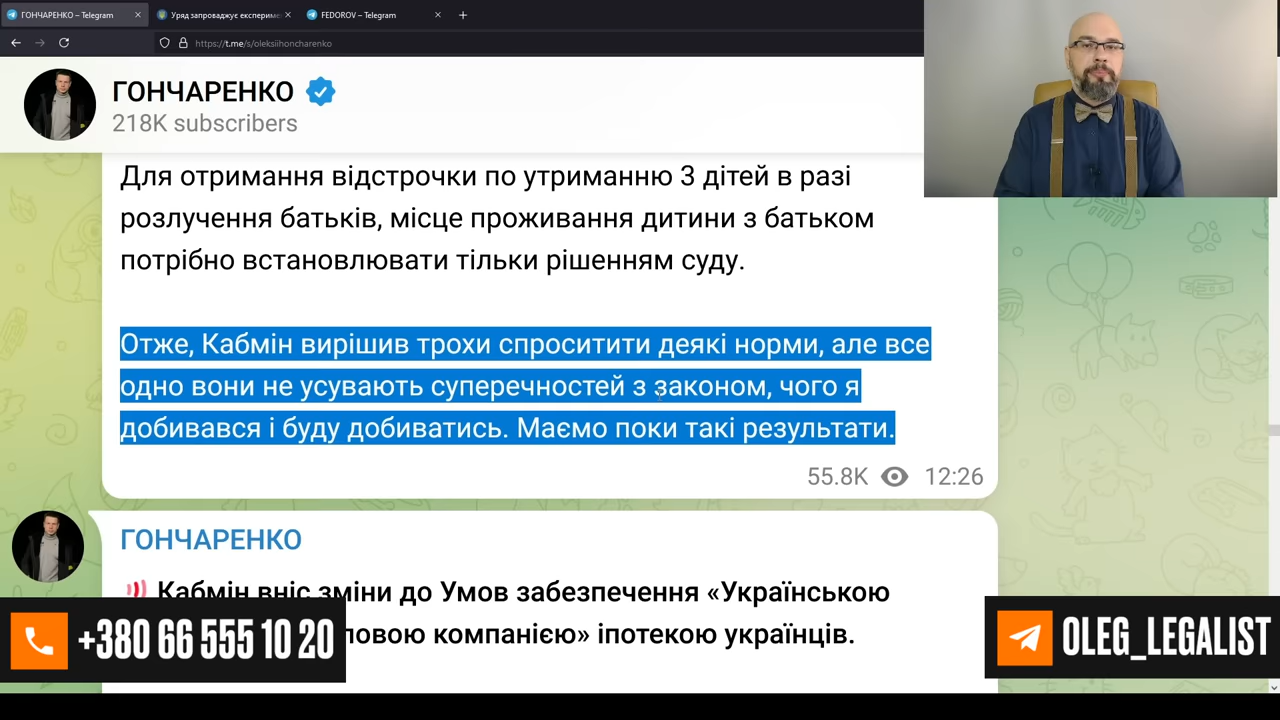 ГОНЧАРЕНКО – Telegram
Уряд запроваджує експериме
FEDOROV – Telegram
https://t.me/s/oleksiihoncharenko
ГОНЧАРЕНКО
218K subscribers
Для отримання відстрочки по утриманню 3 дітей в разі
розлучення батьків, місце проживання дитини з батьком
потрібно встановлювати тільки рішенням суду.
Отже, Кабмін вирішив трохи спроситити деякі норми, але все
одно вони не усувають суперечностей з законом, чого я
добивався і буду добиватись. Маємо поки такі результати.
55.8K 12:26
ГОНЧАРЕНКО
Кабмін вніс зміни до Умов забезпечення «Українською
ловою компанією» іпотекою українців.
+380 66 555 10 20
OLEG_LEGALIST